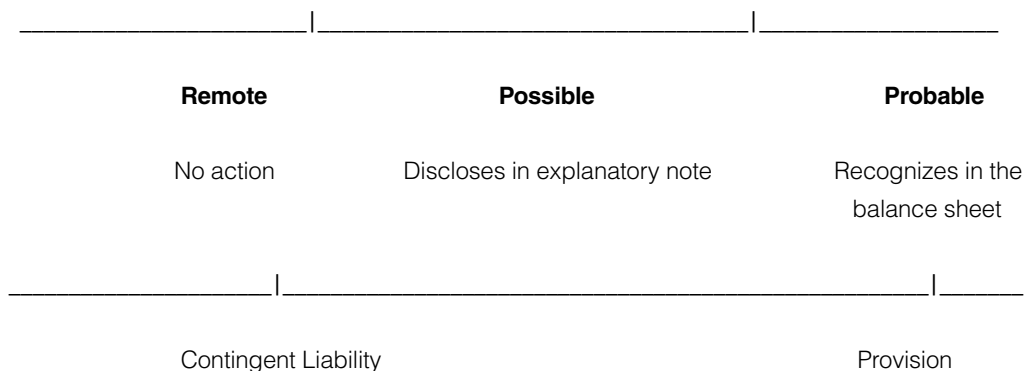 Remote Possible Probable
No action Discloses in explanatory note Recognizes in the
balance sheet
Contingent Liability Provision